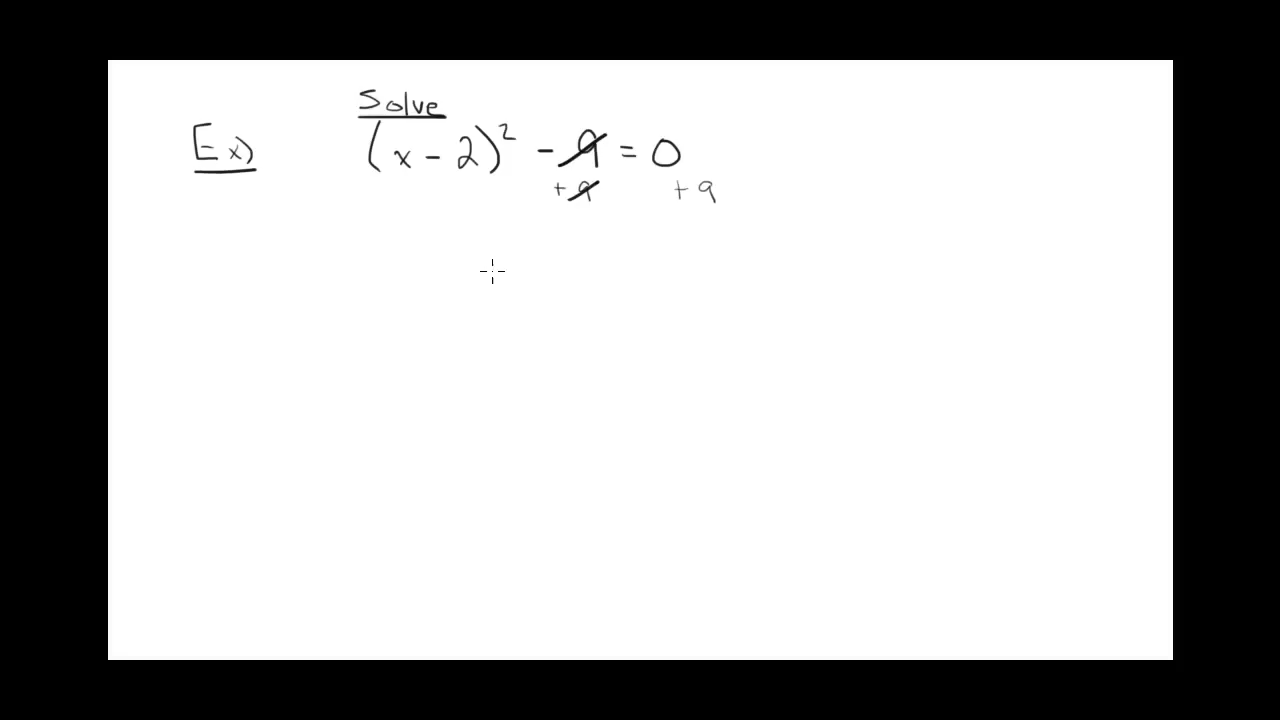 Solve
Ex) (x - 2)² - 9 = 0
+ 9 + 9